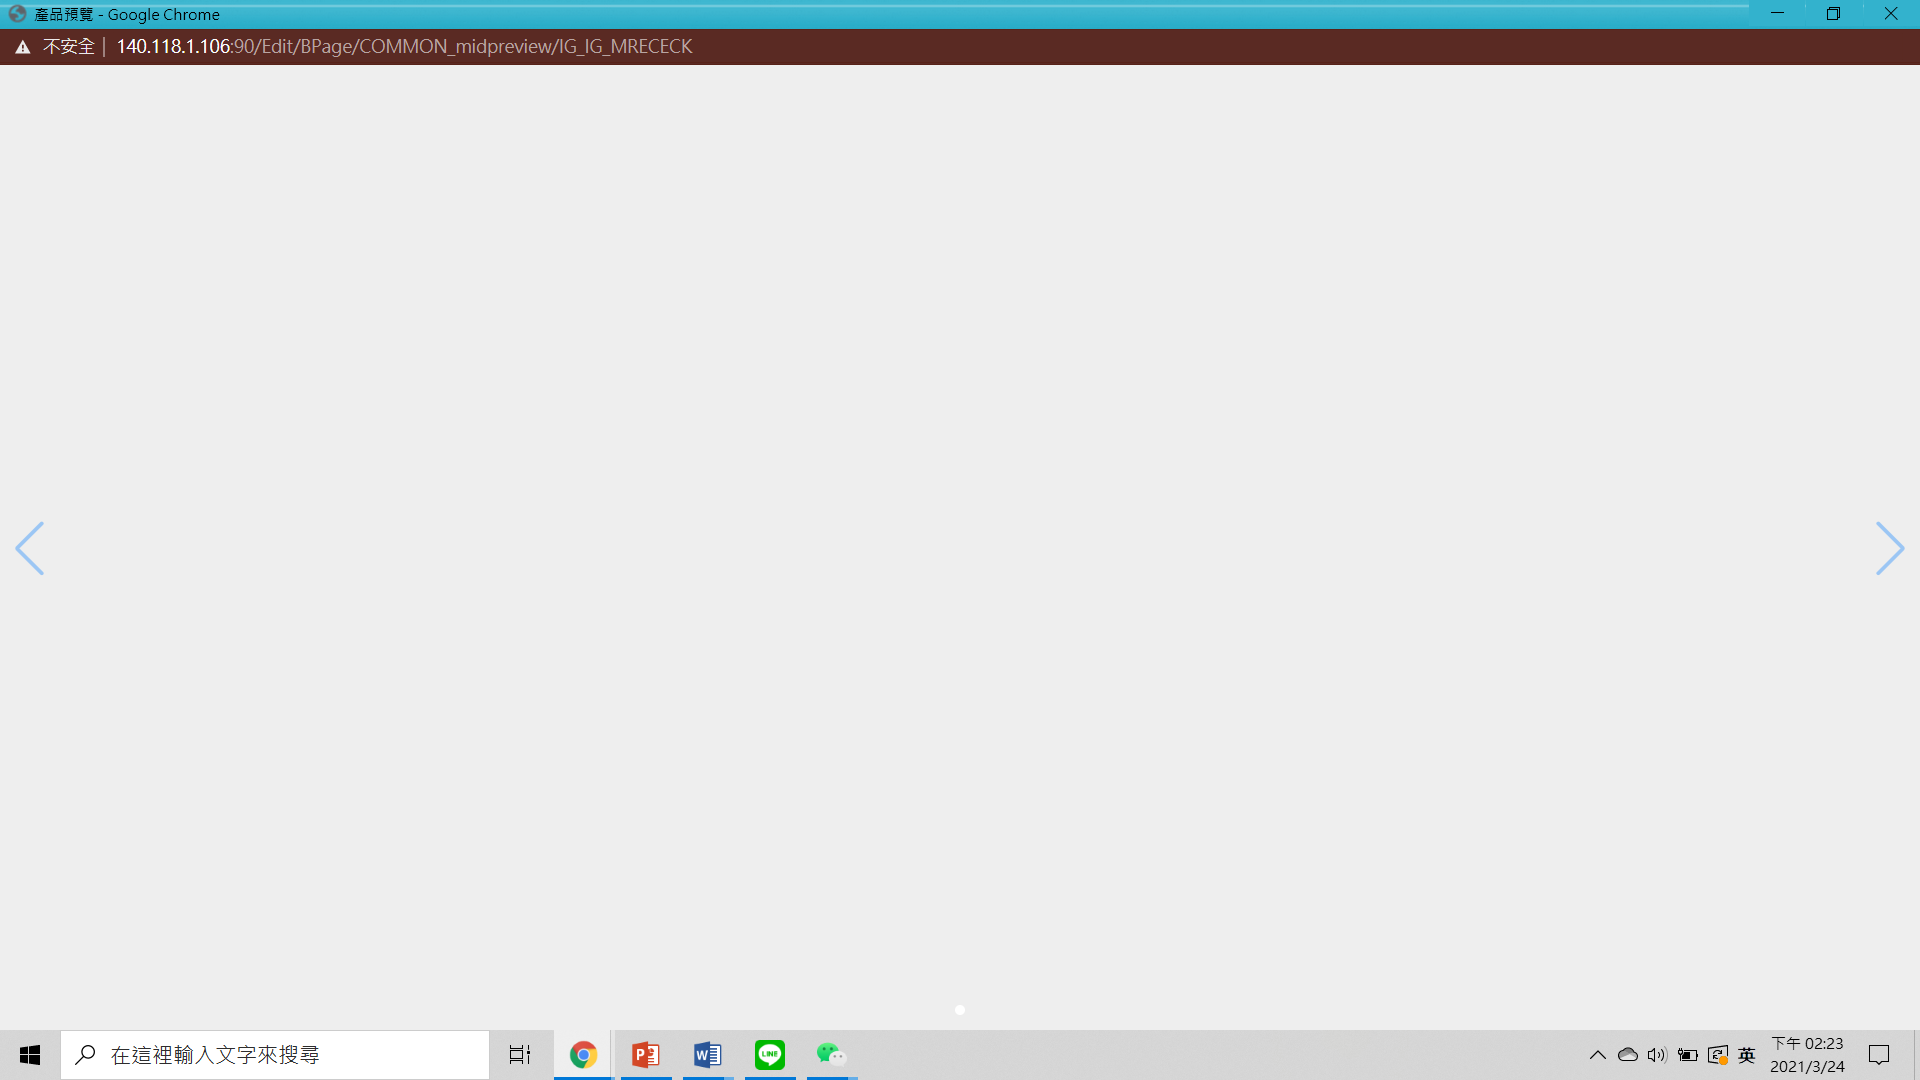 產品預覽 - Google Chrome
不安全 | 140.118.1.106:90/Edit/BPage/COMMON_midpreview/IG_IG_MRECECK
在這裡輸入文字來搜尋
P
W
LINE
英
下午 02:23
2021/3/24